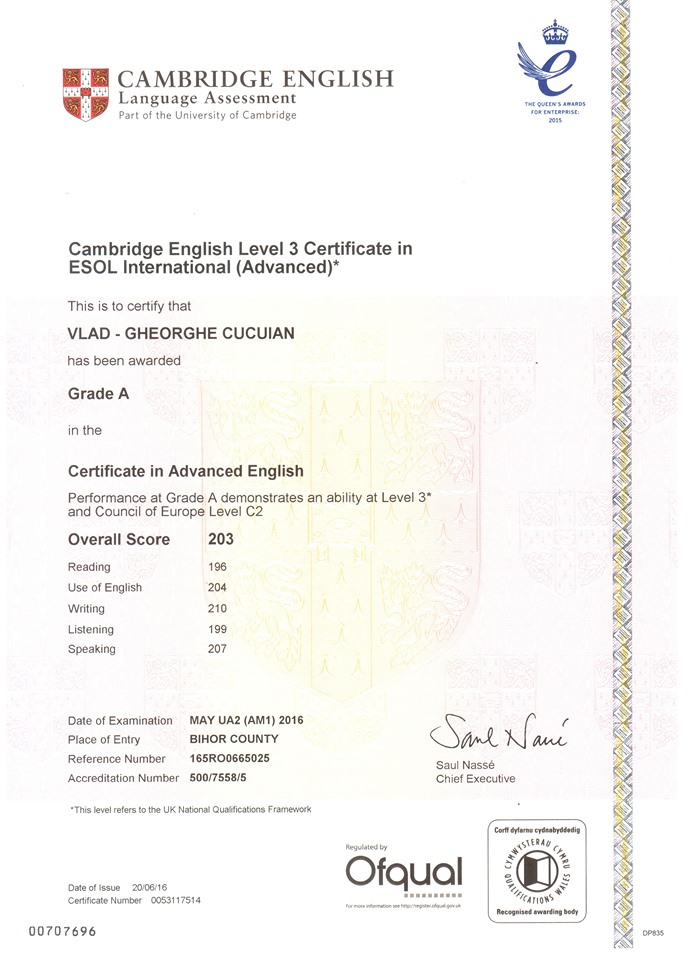 CAMBRIDGE ENGLISH
Language Assessment
Part of the University of Cambridge
e
THE QUEEN'S AWARDS
FOR ENTERPRISE:
2015
Cambridge English Level 3 Certificate in
ESOL International (Advanced)*
This is to certify that
VLAD - GHEORGHE CUCUIAN
has been awarded
Grade A
in the
Certificate in Advanced English
Performance at Grade A demonstrates an ability at Level 3*
and Council of Europe Level C2
Overall Score 203
Reading 196
Use of English 204
Writing 210
Listening 199
Speaking 207
Date of Examination MAY UA2 (AM1) 2016
Place of Entry BIHOR COUNTY
Reference Number 165RO0665025
Accreditation Number 500/7558/5
Saul Nassé
Saul Nassé
Chief Executive
*This level refers to the UK National Qualifications Framework
Date of Issue 20/06/16
Certificate Number 0053117514
Regulated by
Ofqual
For more information see http://register.ofqual.gov.uk
Corff dyfarnu cydnabyddedig
CYMWYSTERAU CYMRU
QUALIFICATIONS WALES
Recognised awarding body
00707696
DP835